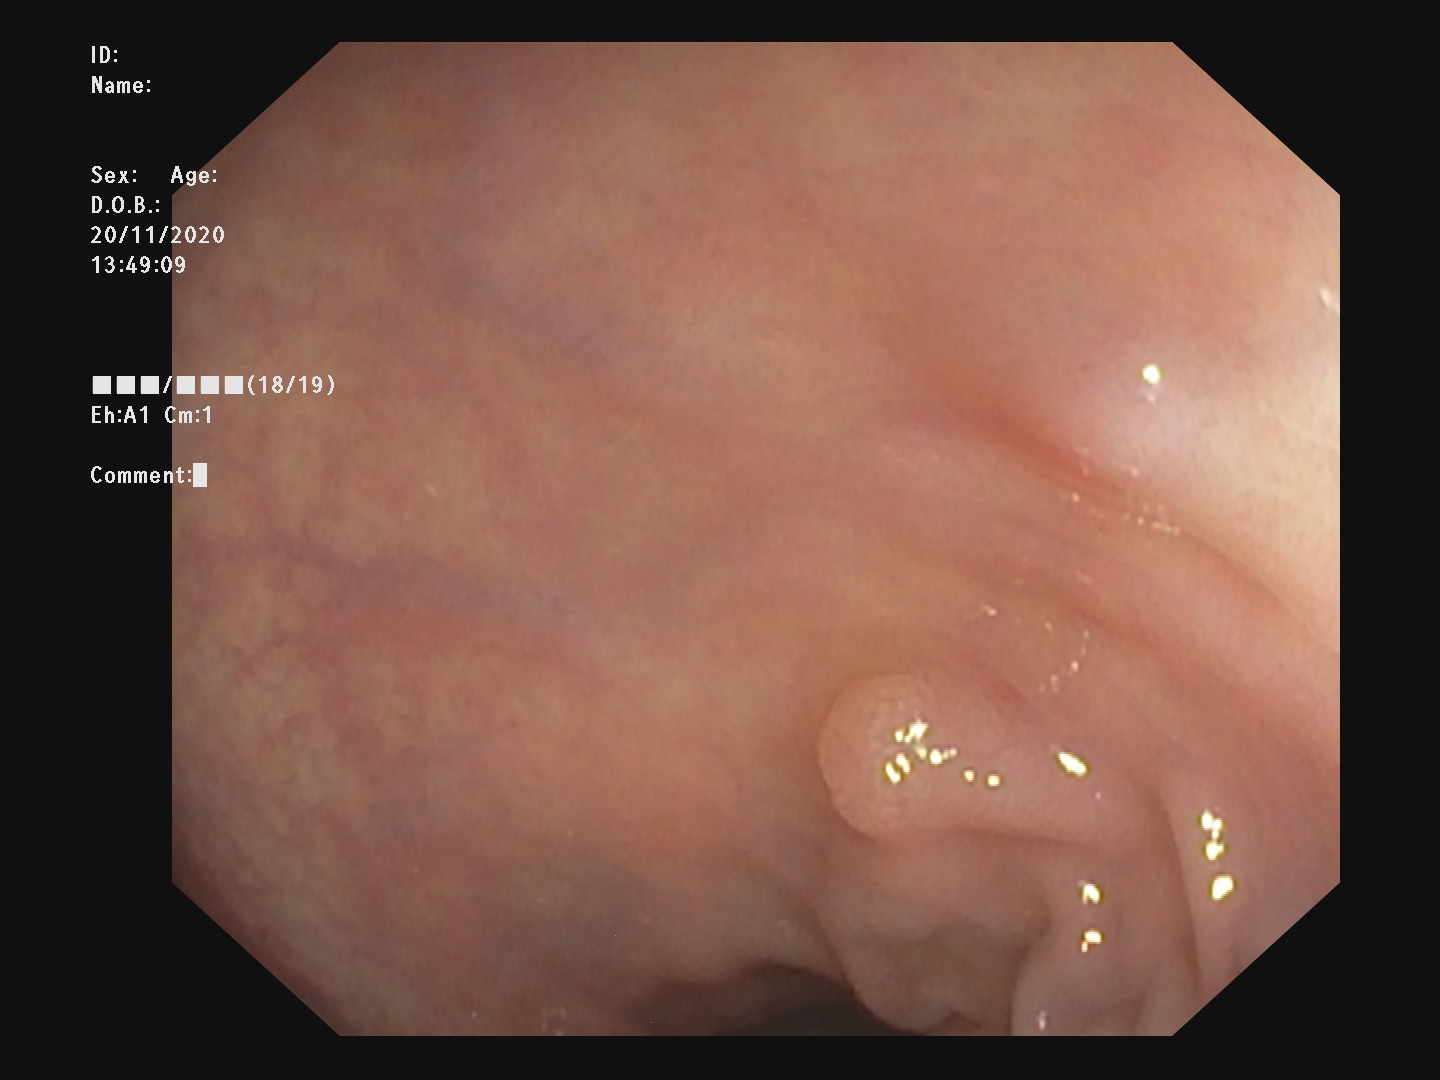 ID:
Name:
Sex: Age:
D.O.B.:
20/11/2020
13:49:09
■■■/■■■(18/19)
Eh:A1 Cm:1
Comment: